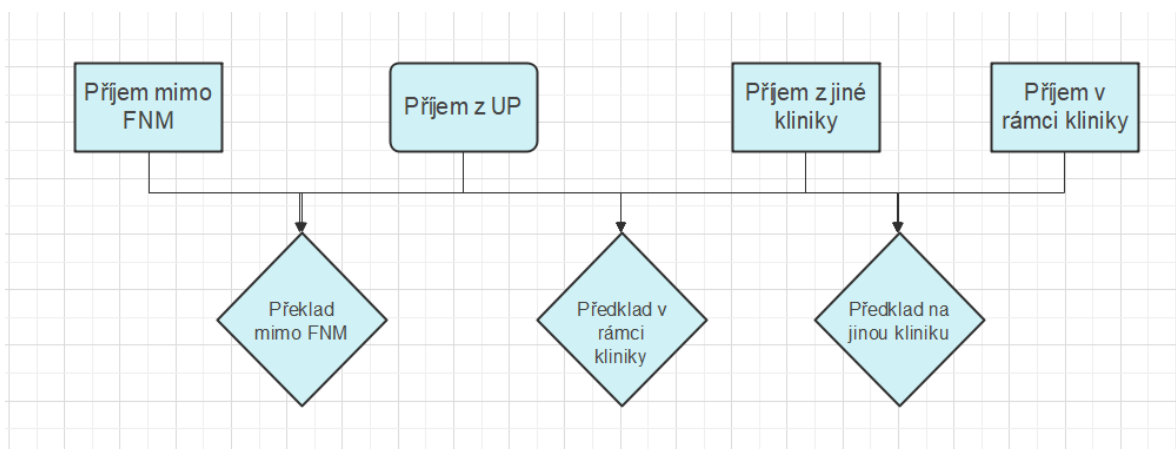 Příjem mimo
FNM
Příjem z UP
Příjem z jiné
kliniky
Příjem v
rámci kliniky
Překlad
mimo FNM
Předklad v
rámci
kliniky
Předklad na
jinou kliniku